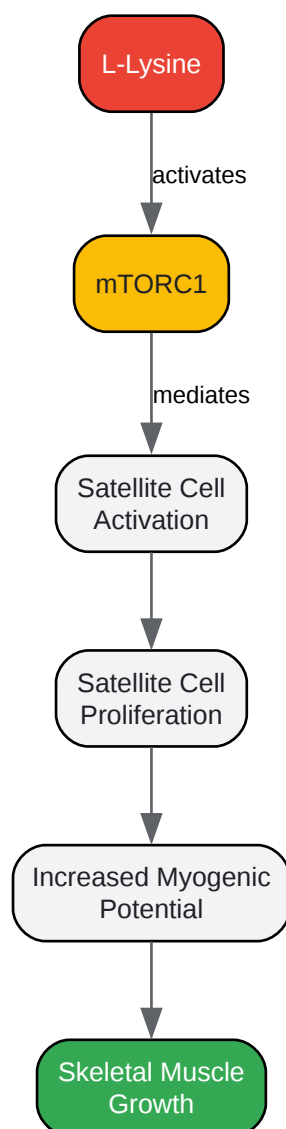 L-Lysine
activates
mTORC1
mediates
Satellite Cell
Activation
Satellite Cell
Proliferation
Increased Myogenic
Potential
Skeletal Muscle
Growth